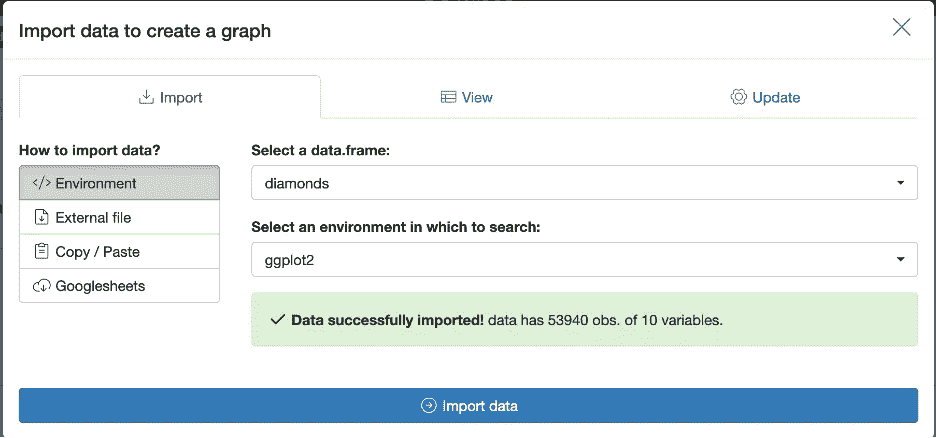 Import data to create a graph
Import
View
Update
How to import data?
</> Environment
External file
Copy / Paste
Googlesheets
Select a data.frame:
diamonds
Select an environment in which to search:
ggplot2
Data successfully imported! data has 53940 obs. of 10 variables.
Import data